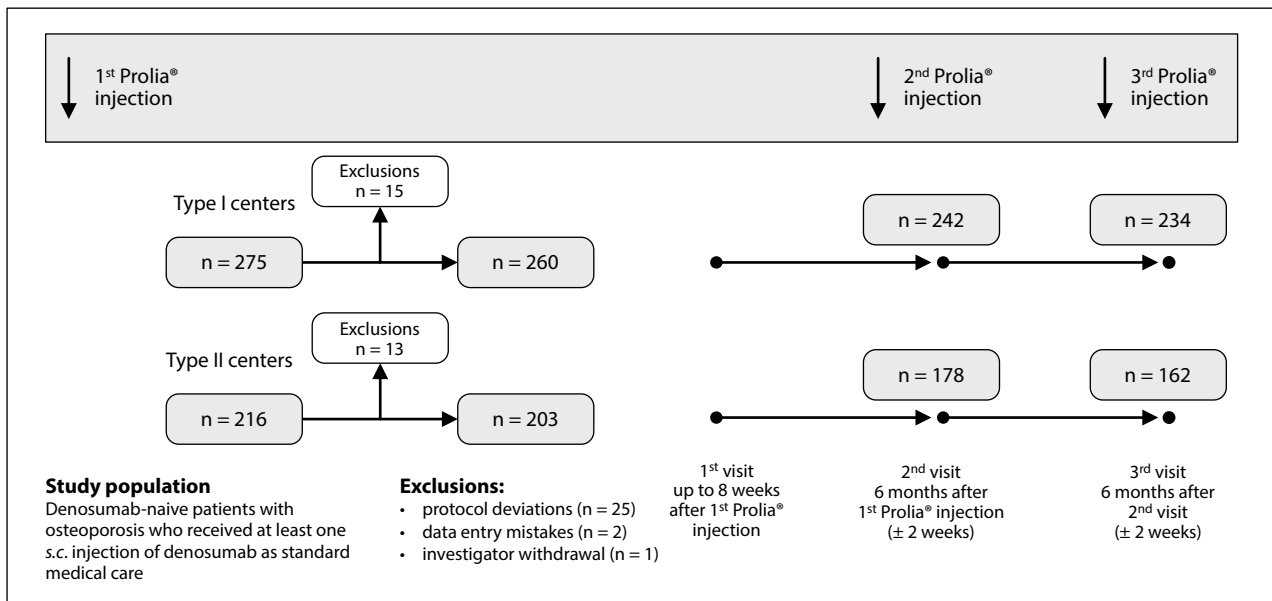 1st Prolia®
injection
2nd Prolia®
injection
3rd Prolia®
injection
Exclusions
n = 15
Type I centers
n = 275
n = 260
n = 242
n = 234
Exclusions
n = 13
Type II centers
n = 216
n = 203
n = 178
n = 162
Study population
Denosumab-naive patients with
osteoporosis who received at least one
s.c. injection of denosumab as standard
medical care
Exclusions:
• protocol deviations (n = 25)
• data entry mistakes (n = 2)
• investigator withdrawal (n = 1)
1st visit
up to 8 weeks
after 1st Prolia®
injection
2nd visit
6 months after
1st Prolia® injection
(± 2 weeks)
3rd visit
6 months after
2nd visit
(± 2 weeks)